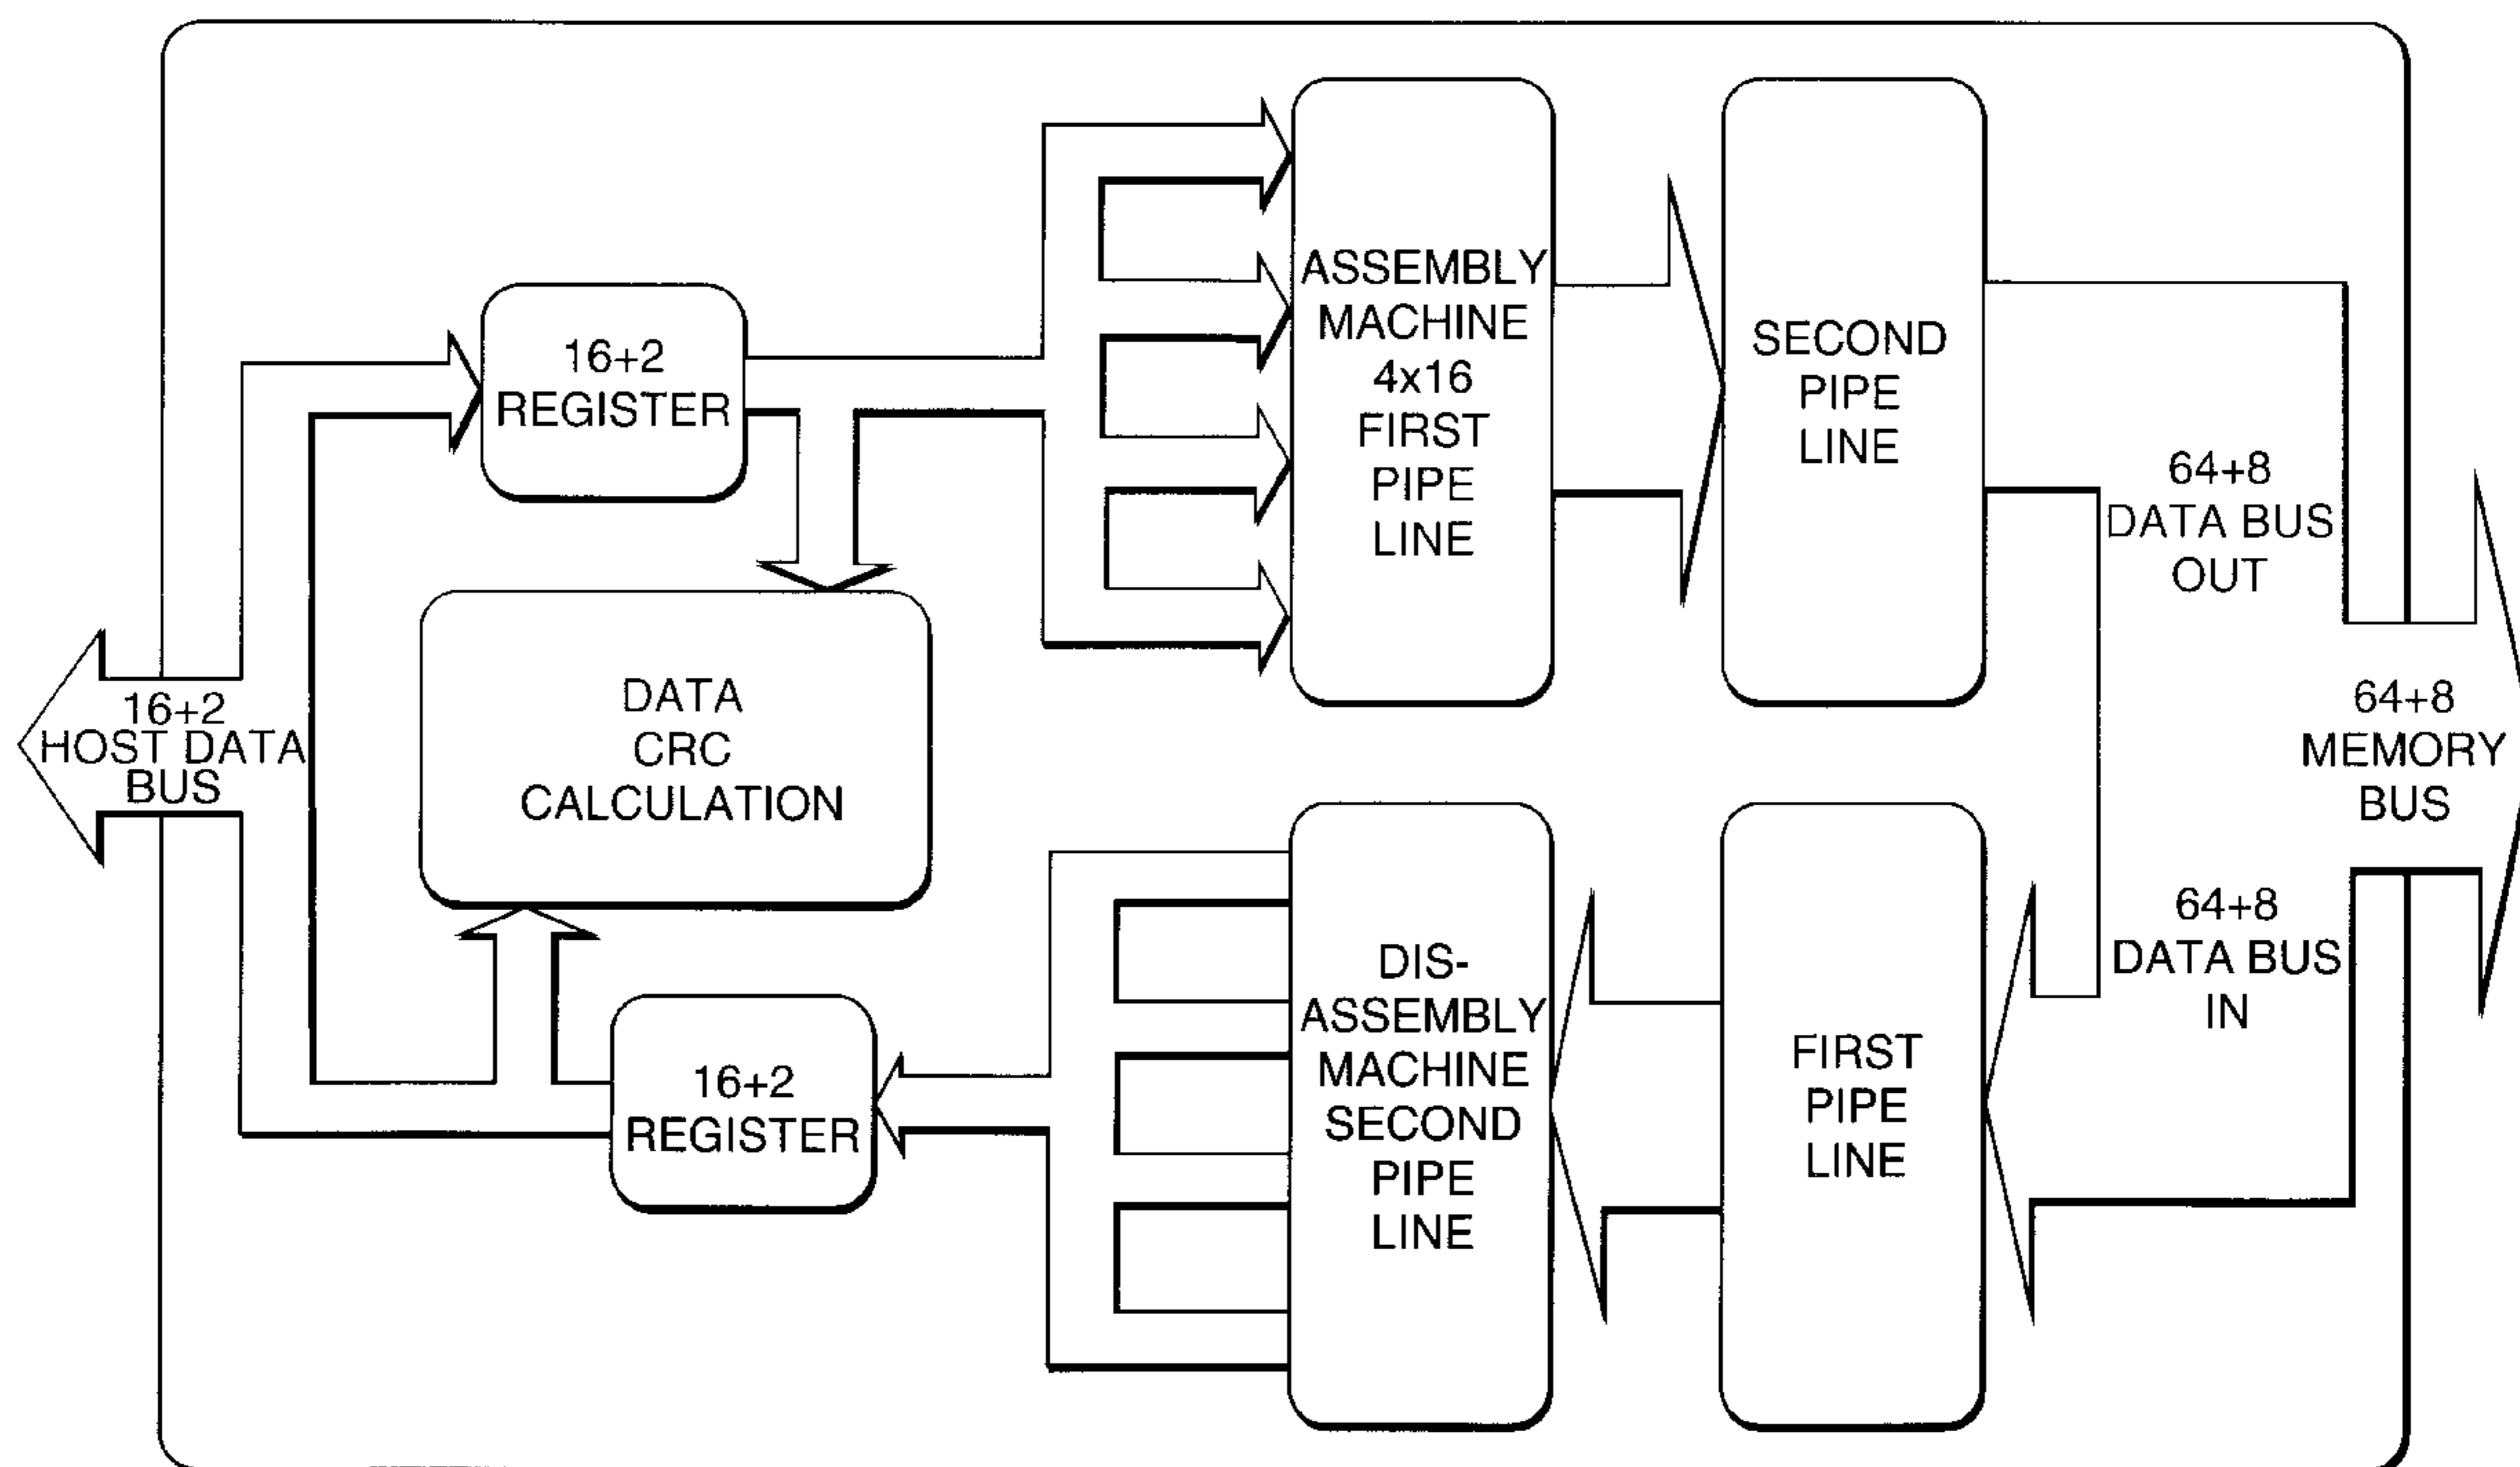 16+2
REGISTER
ASSEMBLY
MACHINE
4x16
FIRST
PIPE
LINE
SECOND
PIPE
LINE
64+8
DATA BUS
OUT
16+2
HOST DATA
BUS
DATA
CRC
CALCULATION
64+8
MEMORY
BUS
16+2
REGISTER
DIS-
ASSEMBLY
MACHINE
SECOND
PIPE
LINE
FIRST
PIPE
LINE
64+8
DATA BUS
IN